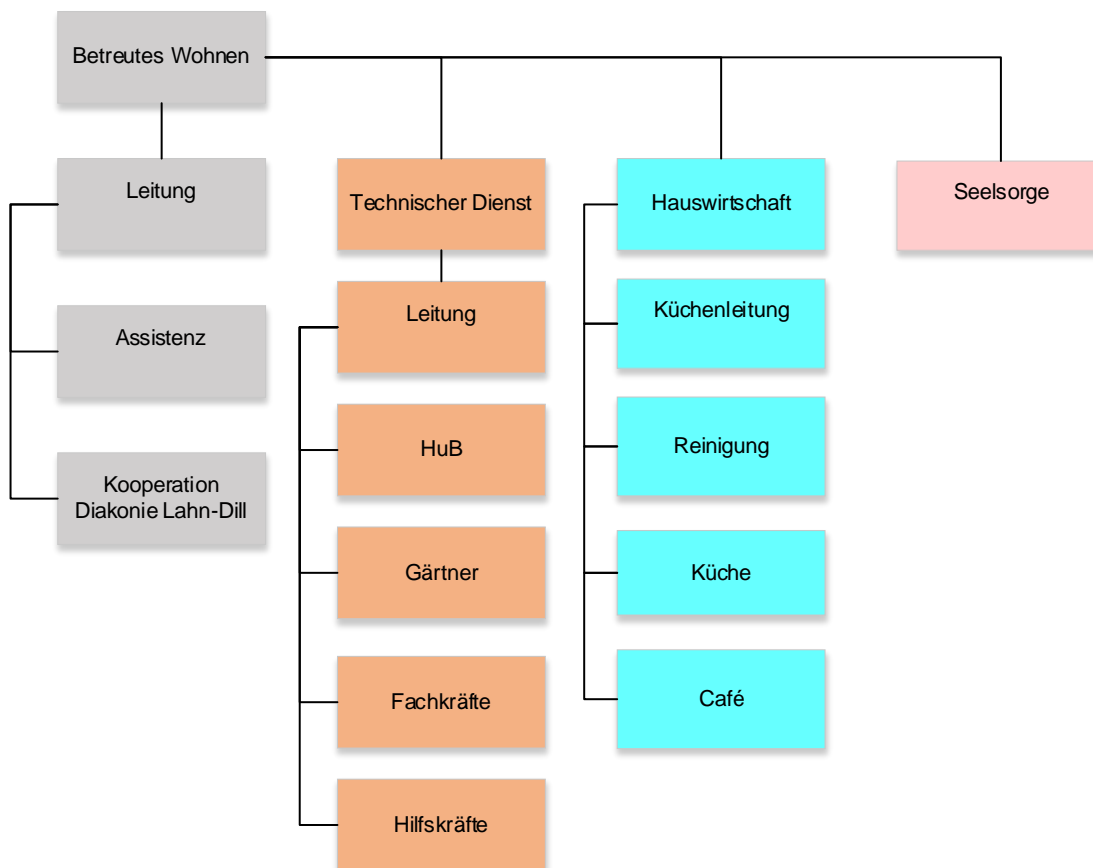 Betreutes Wohnen
Leitung
Assistenz
Kooperation
Diakonie Lahn-Dill
Technischer Dienst
Leitung
HuB
Gärtner
Fachkräfte
Hilfskräfte
Hauswirtschaft
Küchenleitung
Reinigung
Küche
Café
Seelsorge